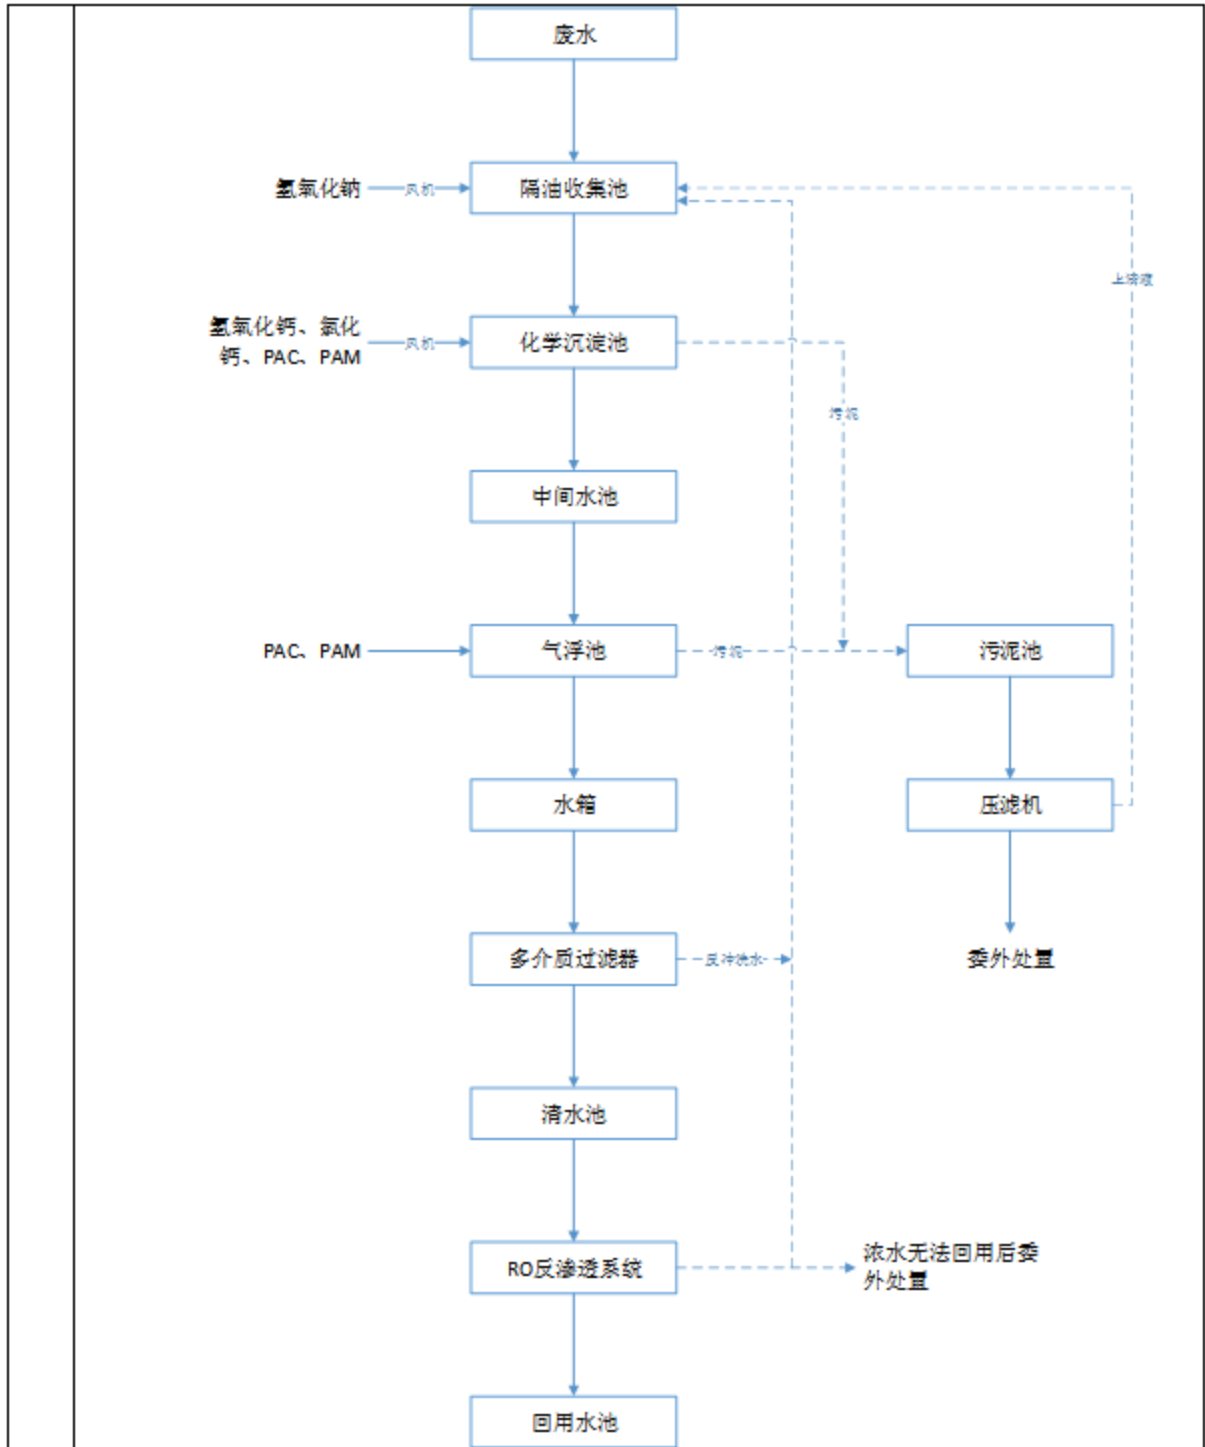 废水
氢氧化钠
风机
隔油收集池
上清液
氢氧化钙、氯化
钙、PAC、PAM
风机
化学沉淀池
污泥
中间水池
PAC、PAM
气浮池
污泥
污泥池
水箱
压滤机
多介质过滤器
反冲洗水
委外处置
清水池
RO反渗透系统
浓水无法回用后委
外处置
回用水池